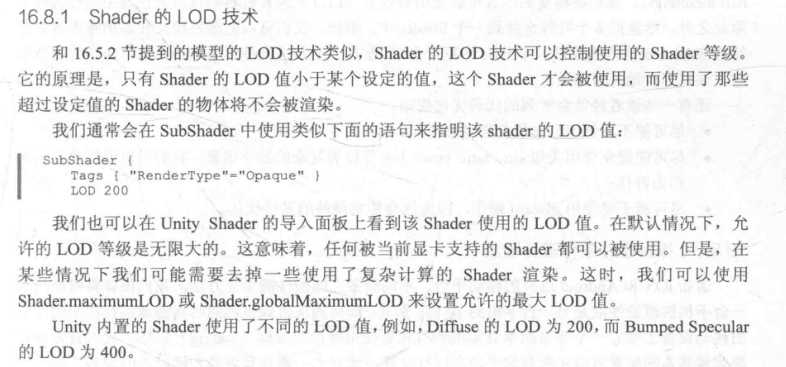 16.8.1 Shader 的 LOD 技术
和 16.5.2 节提到的模型的 LOD 技术类似，Shader 的 LOD 技术可以控制使用的 Shader 等级。
它的原理是，只有 Shader 的 LOD 值小于某个设定的值，这个 Shader 才会被使用，而使用了那些
超过设定值的 Shader 的物体将不会被渲染。
我们通常会在 SubShader 中使用类似下面的语句来指明该 shader 的 LOD 值：
SubShader {
Tags { "RenderType"="Opaque" }
LOD 200
我们也可以在 Unity Shader 的导入面板上看到该 Shader 使用的 LOD 值。在默认情况下，允
许的 LOD 等级是无限大的。这意味着，任何被当前显卡支持的 Shader 都可以被使用。但是，在
某些情况下我们可能需要去掉一些使用了复杂计算的 Shader 渲染。这时，我们可以使用
Shader.maximumLOD 或 Shader.globalMaximumLOD 来设置允许的最大 LOD 值。
Unity 内置的 Shader 使用了不同的 LOD 值，例如，Diffuse 的 LOD 为 200，而 Bumped Specular
的 LOD 为 400。